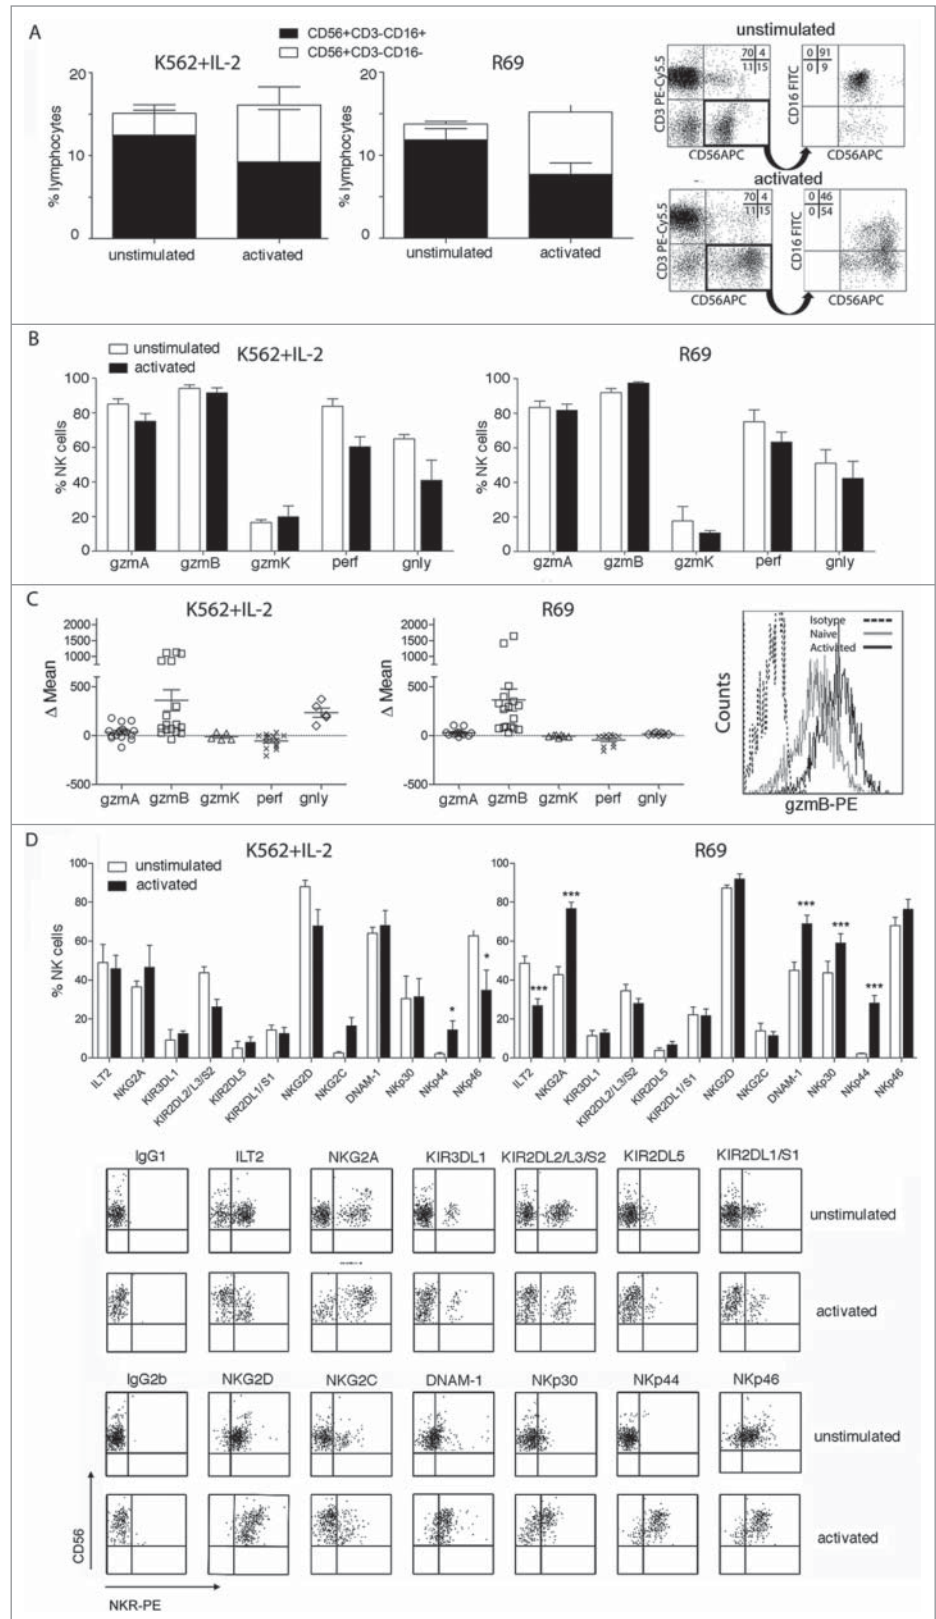 A
CD56+CD3-CD16+
CD56+CD3-CD16-
K562+IL-2
R69
unstimulated
% lymphocytes
20
10
0
unstimulated
activated
% lymphocytes
20
10
0
unstimulated
activated
CD3 PE-Cy5.5
70 4
11 15
CD56APC
CD16 FITC
0 91
0 9
CD56APC
activated
CD3 PE-Cy5.5
70 4
11 15
CD56APC
CD16 FITC
0 46
0 54
CD56APC
B
unstimulated
activated
K562+IL-2
R69
% NK cells
100
80
60
40
20
0
gzmA gzmB gzmK perf gnly
% NK cells
100
80
60
40
20
0
gzmA gzmB gzmK perf gnly
C
K562+IL-2
R69
Δ Mean
2000
1500
1000
500
0
-500
gzmA gzmB gzmK perf gnly
Δ Mean
2000
1500
1000
500
0
-500
gzmA gzmB gzmK perf gnly
Isotype
Naive
Activated
Counts
gzmB-PE
D
K562+IL-2
R69
unstimulated
activated
% NK cells
100
80
60
40
20
0
* *
ILT2 NKG2A KIR3DL1 KIR2DL2/L3/S2 KIR2DL5 KIR2DL1/S1 NKG2D NKG2C DNAM-1 NKp30 NKp44 NKp46
100
80
60
40
20
0
*** *** *** *** ***
ILT2 NKG2A KIR3DL1 KIR2DL2/L3/S2 KIR2DL5 KIR2DL1/S1 NKG2D NKG2C DNAM-1 NKp30 NKp44 NKp46
IgG1 ILT2 NKG2A KIR3DL1 KIR2DL2/L3/S2 KIR2DL5 KIR2DL1/S1
unstimulated
activated
IgG2b NKG2D NKG2C DNAM-1 NKp30 NKp44 NKp46
unstimulated
activated
CD56
NKR-PE